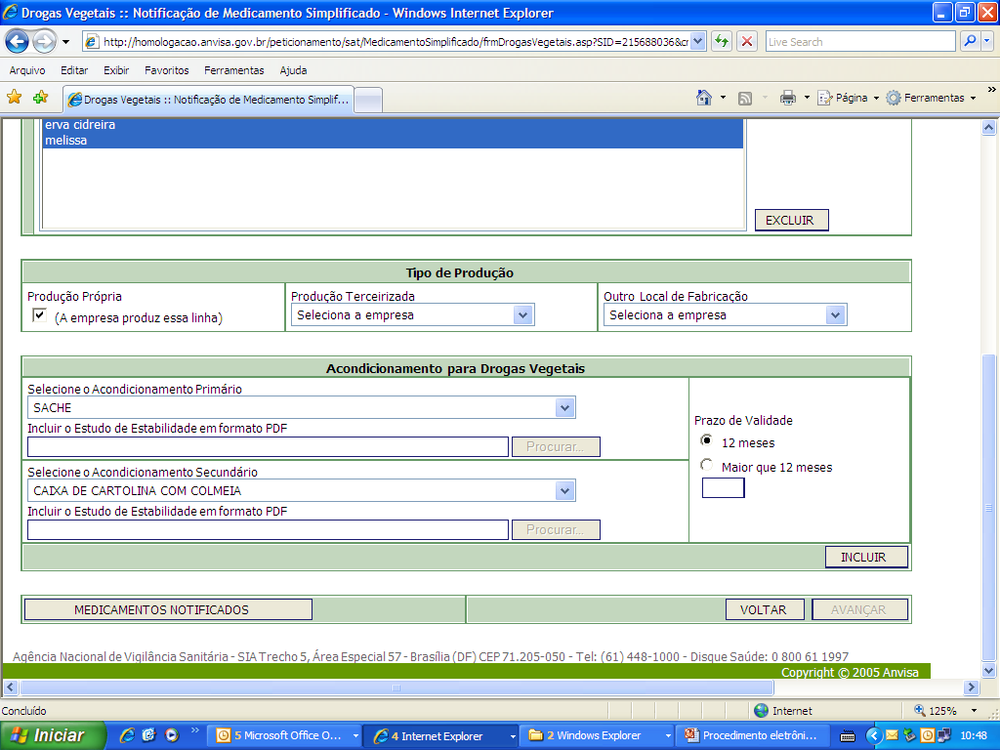 Drogas Vegetais :: Notificação de Medicamento Simplificado - Windows Internet Explorer
http://homologacao.anvisa.gov.br/peticionamento/sat/MedicamentoSimplificado/frmDrogasVegetais.asp?SID=215688036&
Live Search
Arquivo Editar Exibir Favoritos Ferramentas Ajuda
Drogas Vegetais :: Notificação de Medicamento Simplif...
Página Ferramentas »
erva cidreira
melissa
EXCLUIR
Tipo de Produção
Produção Própria
(A empresa produz essa linha)
Produção Terceirizada
Seleciona a empresa
Outro Local de Fabricação
Seleciona a empresa
Acondicionamento para Drogas Vegetais
Selecione o Acondicionamento Primário
SACHE
Incluir o Estudo de Estabilidade em formato PDF
Procurar...
Selecione o Acondicionamento Secundário
CAIXA DE CARTOLINA COM COLMEIA
Incluir o Estudo de Estabilidade em formato PDF
Procurar...
Prazo de Validade
12 meses
Maior que 12 meses
INCLUIR
MEDICAMENTOS NOTIFICADOS
VOLTAR
AVANÇAR
Agência Nacional de Vigilância Sanitária - SIA Trecho 5, Área Especial 57 - Brasília (DF) CEP 71.205-050 - Tel: (61) 448-1000 - Disque Saúde: 0 800 61 1997
Copyright © 2005 Anvisa
Concluído
Internet
125%
Iniciar
»
5 Microsoft Office O...
4 Internet Explorer
2 Windows Explorer
Procedimento eletrôni...
10:48